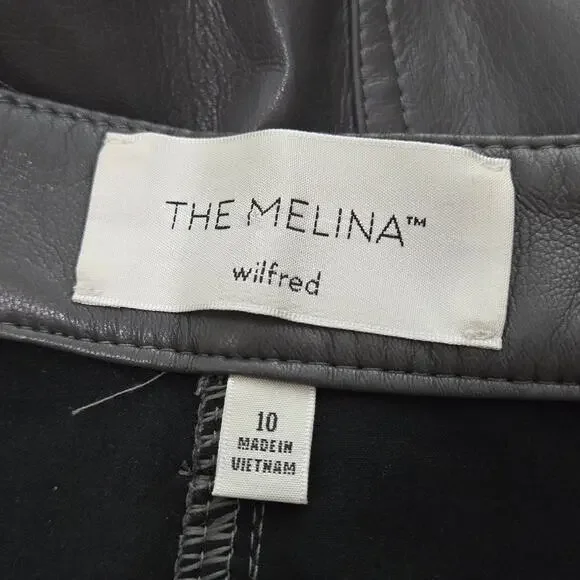 THE MELINA™
wilfred
10
MADE IN
VIETNAM